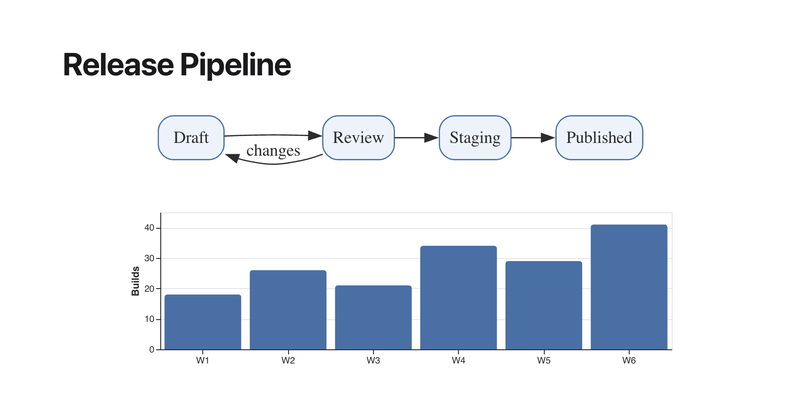 Release Pipeline
Draft
Review
Staging
Published
changes
Builds
40
30
20
10
0
W1
W2
W3
W4
W5
W6